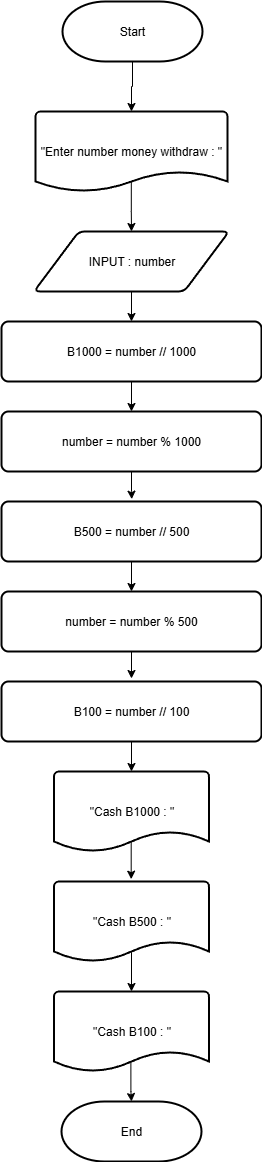 Start
"Enter number money withdraw : "
INPUT : number
B1000 = number // 1000
number = number % 1000
B500 = number // 500
number = number % 500
B100 = number // 100
"Cash B1000 : "
"Cash B500 : "
"Cash B100 : "
End